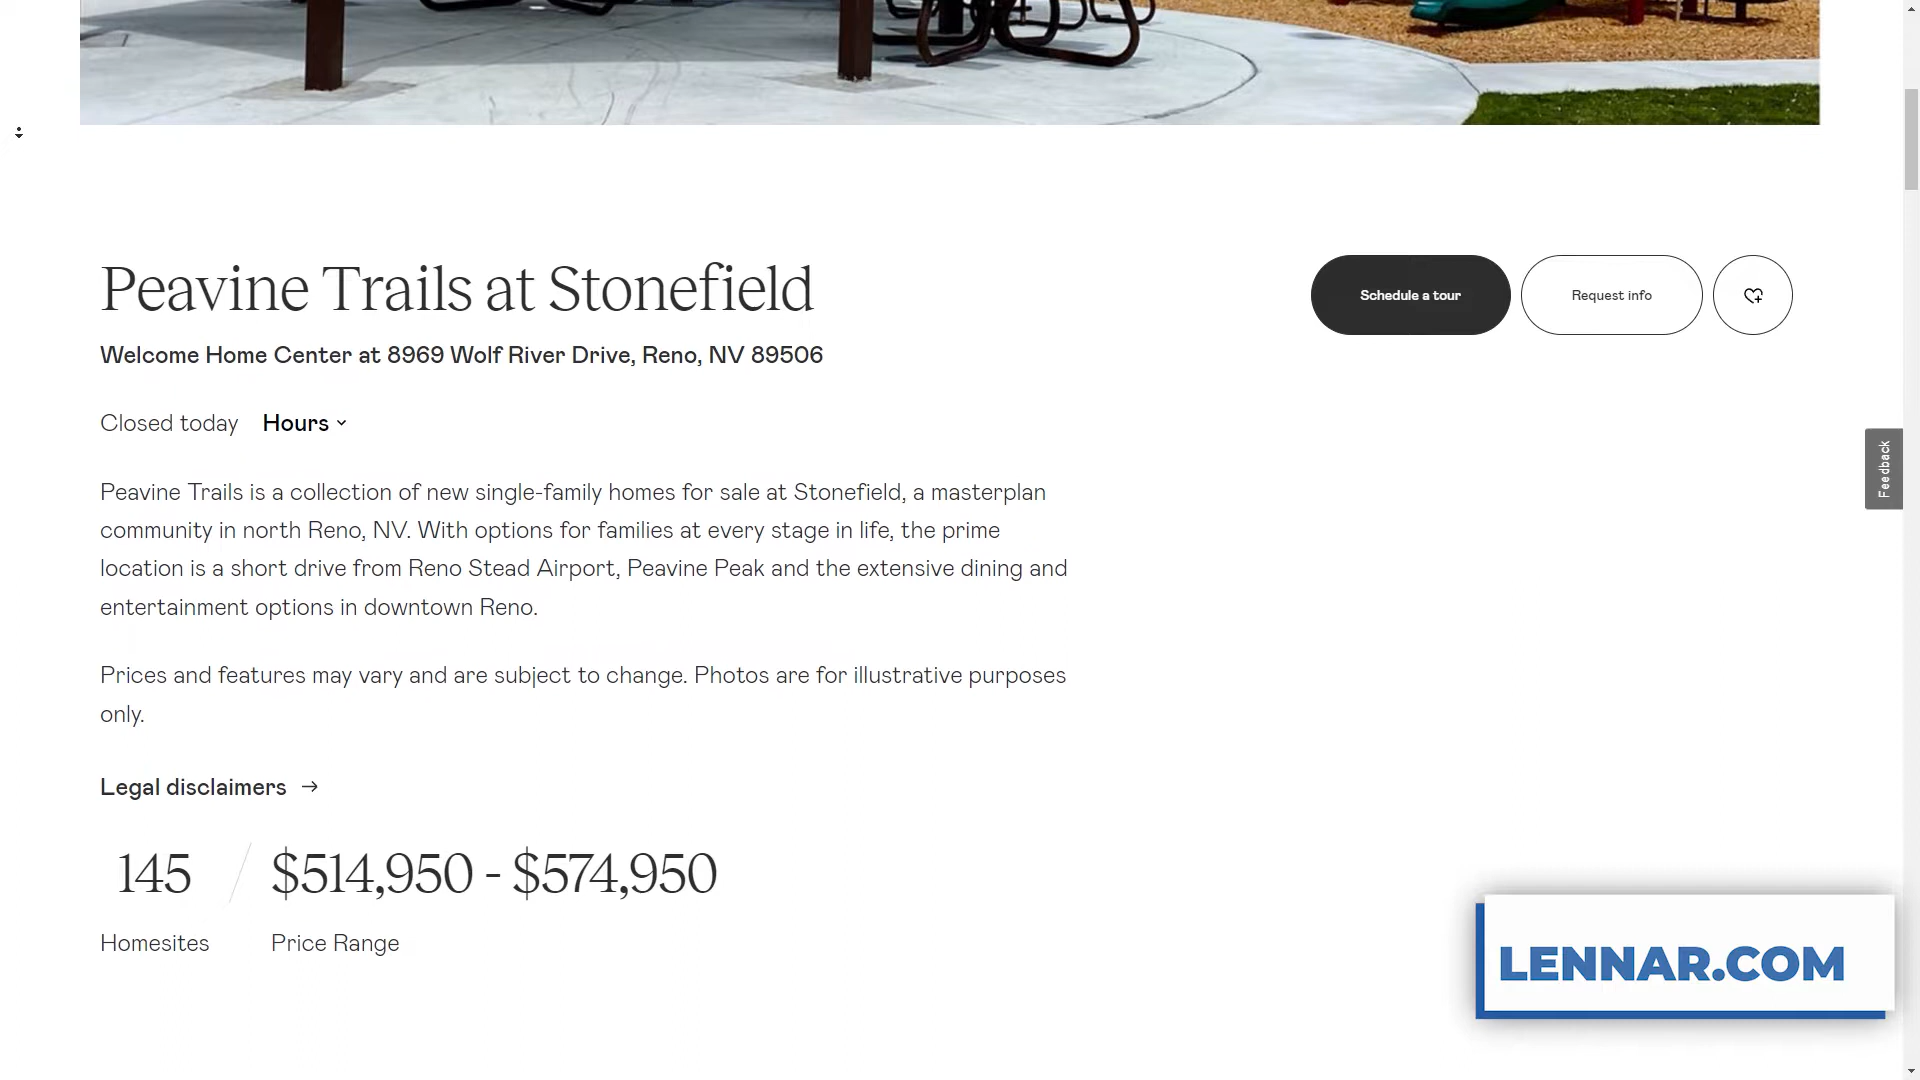 Peavine Trails at Stonefield
Schedule a tour
Request info
Welcome Home Center at 8969 Wolf River Drive, Reno, NV 89506
Closed today Hours
Feedback
Peavine Trails is a collection of new single-family homes for sale at Stonefield, a masterplan
community in north Reno, NV. With options for families at every stage in life, the prime
location is a short drive from Reno Stead Airport, Peavine Peak and the extensive dining and
entertainment options in downtown Reno.
Prices and features may vary and are subject to change. Photos are for illustrative purposes
only.
Legal disclaimers →
145 / $514,950 - $574,950
Homesites Price Range
LENNAR.COM